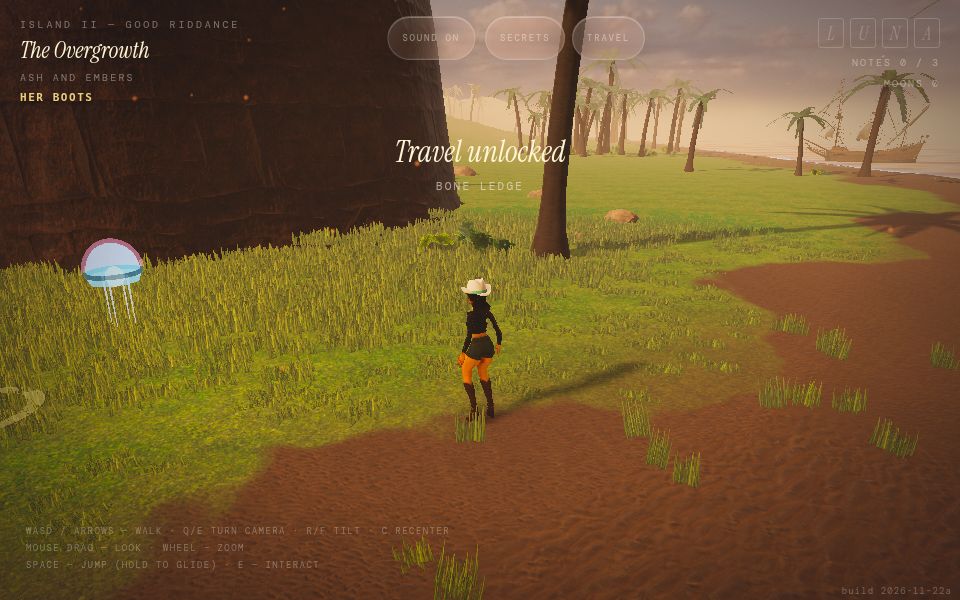 ISLAND II — GOOD RIDDANCE
The Overgrowth
ASH AND EMBERS
HER BOOTS
SOUND ON
SECRETS
TRAVEL
L U N A
NOTES 0 / 3
MOONS 0
Travel unlocked
BONE LEDGE
WASD / ARROWS — WALK · Q/E TURN CAMERA · R/F TILT · C RECENTER
MOUSE DRAG — LOOK · WHEEL — ZOOM
SPACE — JUMP (HOLD TO GLIDE) · E — INTERACT
build 2026-11-22a